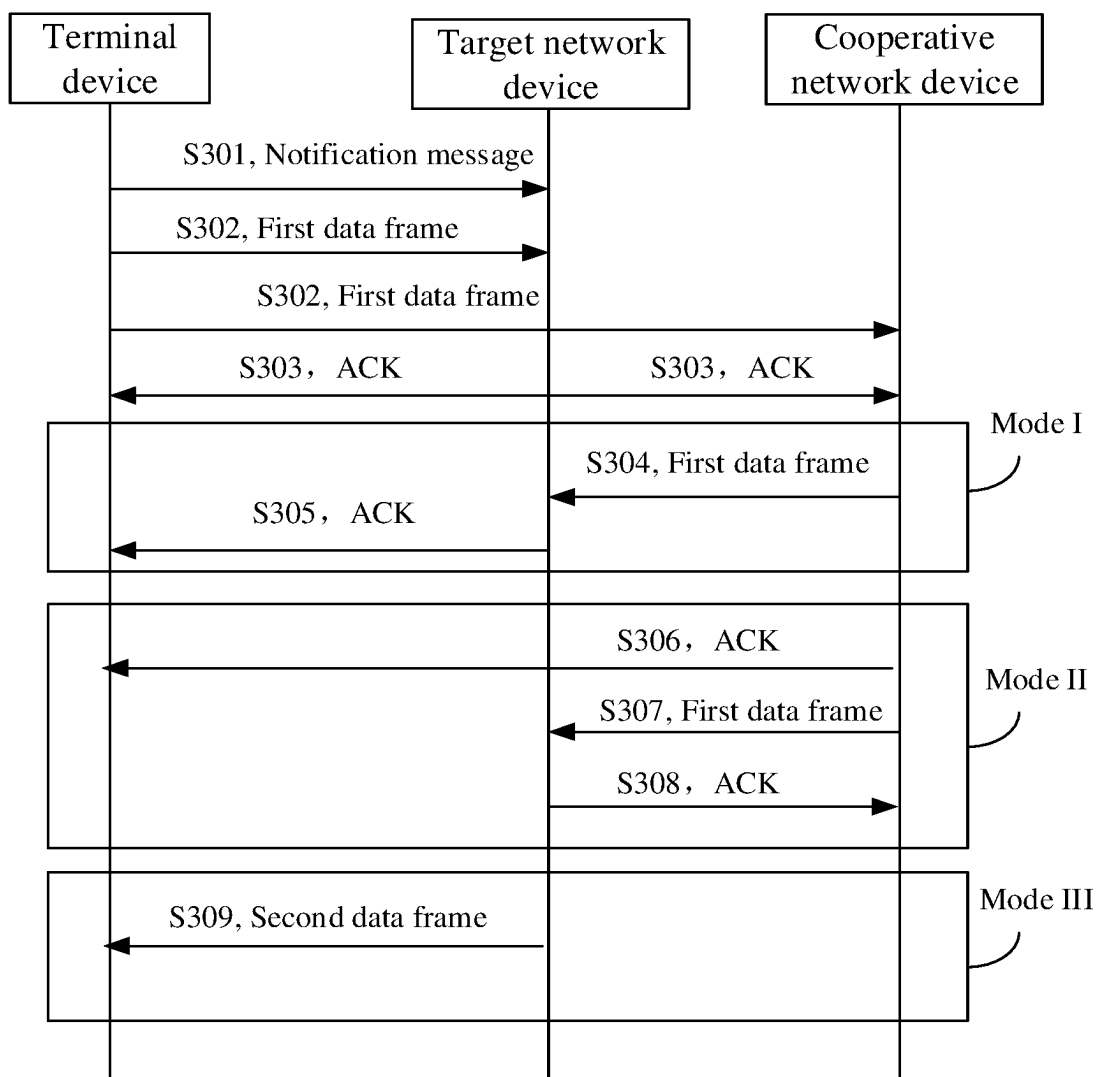 Terminal
device
Target network
device
Cooperative
network device
S301, Notification message
S302, First data frame
S302, First data frame
S303，ACK
S303，ACK
Mode I
S304, First data frame
S305，ACK
S306，ACK
Mode II
S307, First data frame
S308，ACK
Mode III
S309, Second data frame